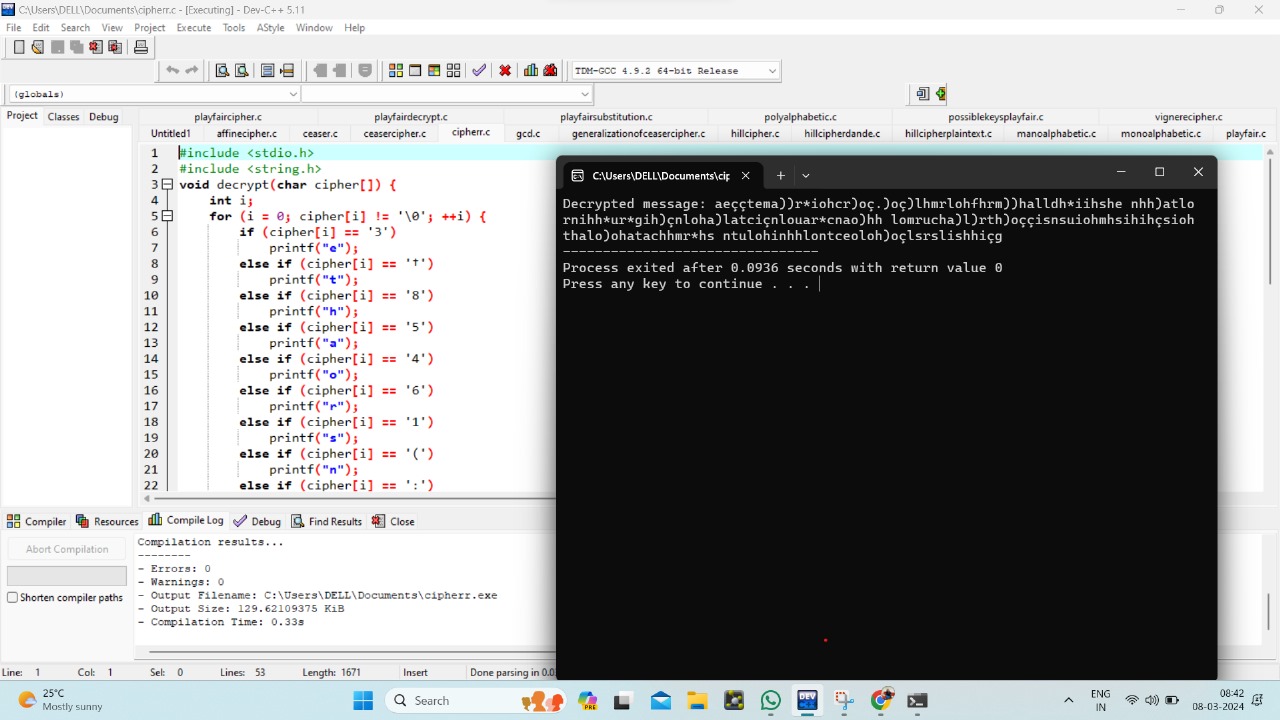 C:\Users\DELL\Documents\cipherr.c - [Executing] - Dev-C++ 5.11
File Edit Search View Project Execute Tools AStyle Window Help
TDM-GCC 4.9.2 64-bit Release
(globals)
Project Classes Debug
playfaircipher.c playfairdecrypt.c playfairsubstitution.c polyalphabetic.c possiblekeysplayfair.c vignerecipher.c
Untitled1 affinecipher.c ceaser.c ceasercipher.c cipherr.c gcd.c generalizationofceasercipher.c hillcipher.c hillcipherdande.c hillcipherplaintext.c manoalphabetic.c monoalphabetic.c playfair.c
1 #include <stdio.h>
2 #include <string.h>
3 void decrypt(char cipher[]) {
4 int i;
5 for (i = 0; cipher[i] != '\0'; ++i) {
6 if (cipher[i] == '3')
7 printf("e");
8 else if (cipher[i] == '†')
9 printf("t");
10 else if (cipher[i] == '8')
11 printf("h");
12 else if (cipher[i] == '5')
13 printf("a");
14 else if (cipher[i] == '4')
15 printf("o");
16 else if (cipher[i] == '6')
17 printf("r");
18 else if (cipher[i] == '1')
19 printf("s");
20 else if (cipher[i] == '(')
21 printf("n");
22 else if (cipher[i] == ':')
C:\Users\DELL\Documents\cip
Decrypted message: aeççtema))r*iohcr)oç.)oç)lhmrlohfhrm))halldh*iishe nhh)atlo
rnihh*ur*gih)çnloha)latciçnlouar*cnao)hh lomrucha)l)rth)oççisnsuiohmhsihihçsioh
thalo)ohatachhmr*hs ntulohinhhlontceoloh)oçlsrslishhiçg
--------------------------------
Process exited after 0.0936 seconds with return value 0
Press any key to continue . . .
Compiler Resources Compile Log Debug Find Results Close
Abort Compilation
Shorten compiler paths
Compilation results...
--------
- Errors: 0
- Warnings: 0
- Output Filename: C:\Users\DELL\Documents\cipherr.exe
- Output Size: 129.62109375 KiB
- Compilation Time: 0.33s
Line: 1 Col: 1 Sel: 0 Lines: 53 Length: 1671 Insert Done parsing in 0.0
25°C
Mostly sunny
Search
PRE
DEV
ENG
IN
08:42
08-03-2024